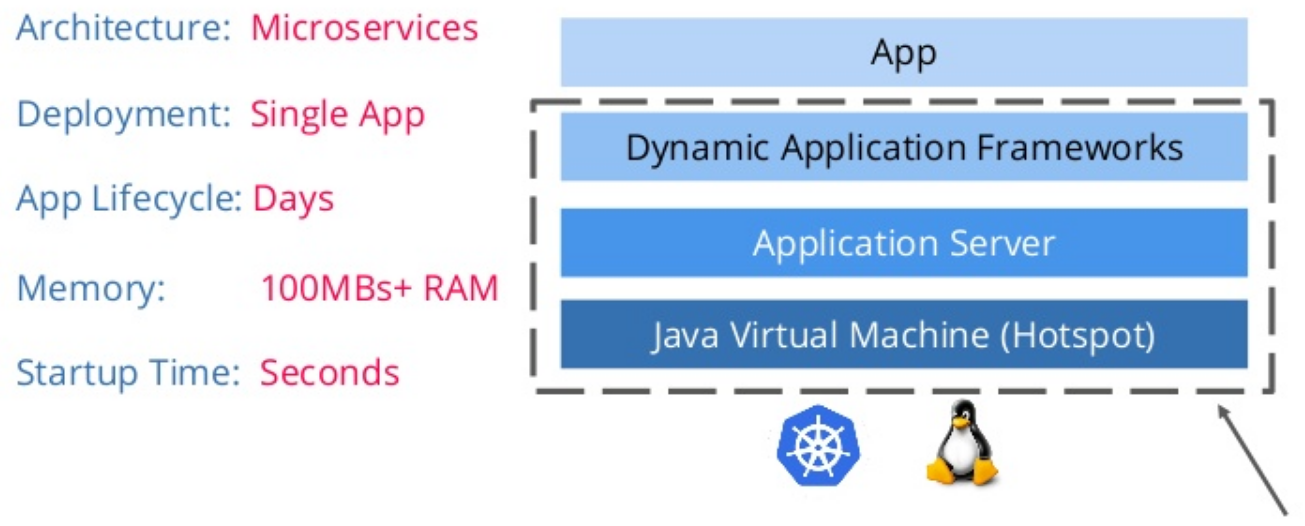 Architecture: Microservices
Deployment: Single App
App Lifecycle: Days
Memory: 100MBs+ RAM
Startup Time: Seconds
App
Dynamic Application Frameworks
Application Server
Java Virtual Machine (Hotspot)